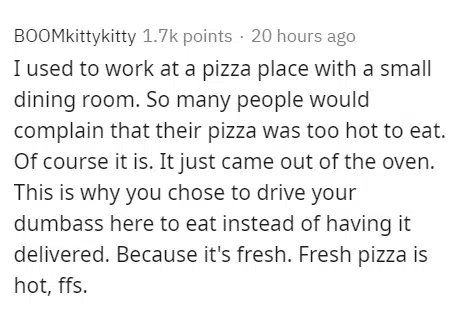 BOOMkittykitty 1.7k points · 20 hours ago
I used to work at a pizza place with a small
dining room. So many people would
complain that their pizza was too hot to eat.
Of course it is. It just came out of the oven.
This is why you chose to drive your
dumbass here to eat instead of having it
delivered. Because it's fresh. Fresh pizza is
hot, ffs.